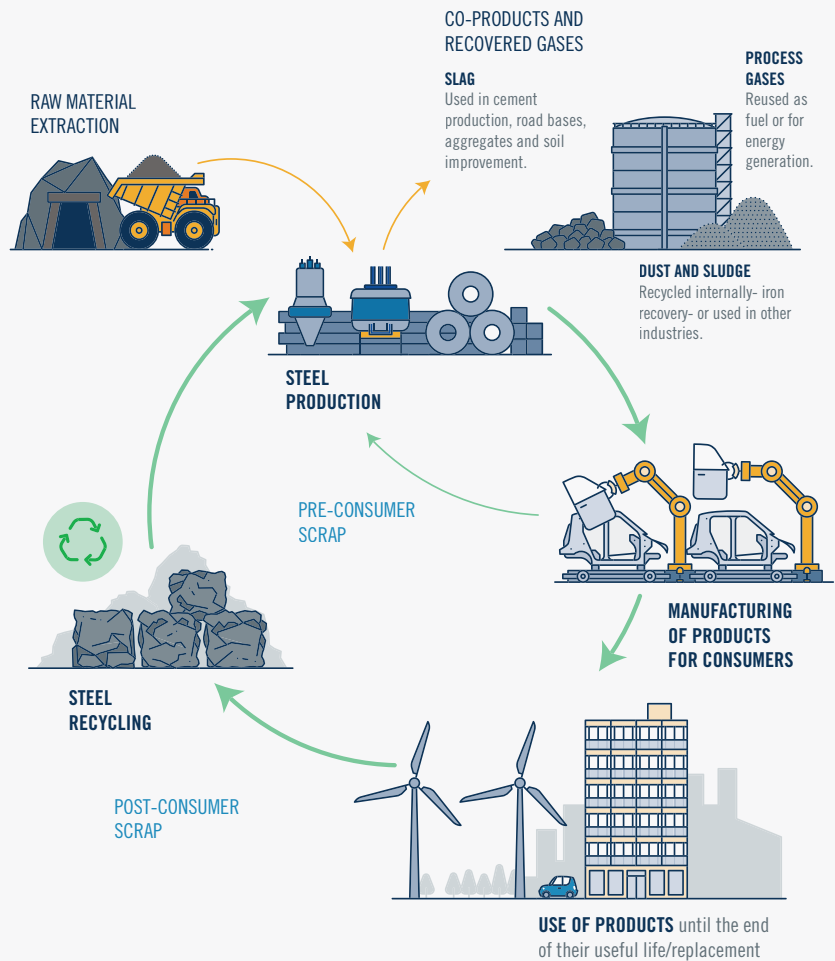 CO-PRODUCTS AND
RECOVERED GASES
SLAG
Used in cement
production, road bases,
aggregates and soil
improvement.
PROCESS
GASES
Reused as
fuel or for
energy
generation.
RAW MATERIAL
EXTRACTION
DUST AND SLUDGE
Recycled internally- iron
recovery- or used in other
industries.
STEEL
PRODUCTION
PRE-CONSUMER
SCRAP
MANUFACTURING
OF PRODUCTS
FOR CONSUMERS
STEEL
RECYCLING
POST-CONSUMER
SCRAP
USE OF PRODUCTS until the end
of their useful life/replacement